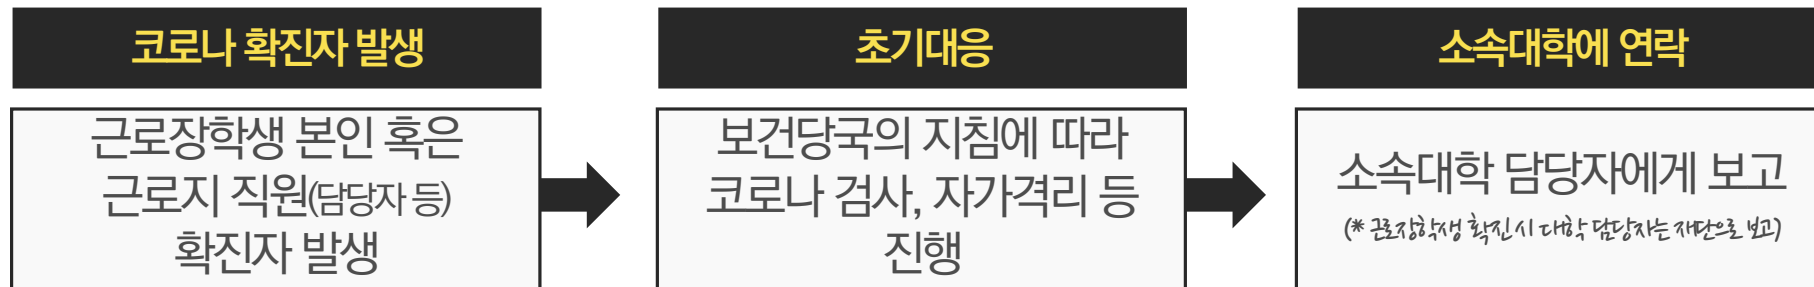 코로나 확진자 발생
근로장학생 본인 혹은
근로지 직원(담당자 등)
확진자 발생
초기대응
보건당국의 지침에 따라
코로나 검사, 자가격리 등
진행
소속대학에 연락
소속대학 담당자에게 보고
(* 근로장학생 확진 시 대학 담당자는 재단으로 보고)